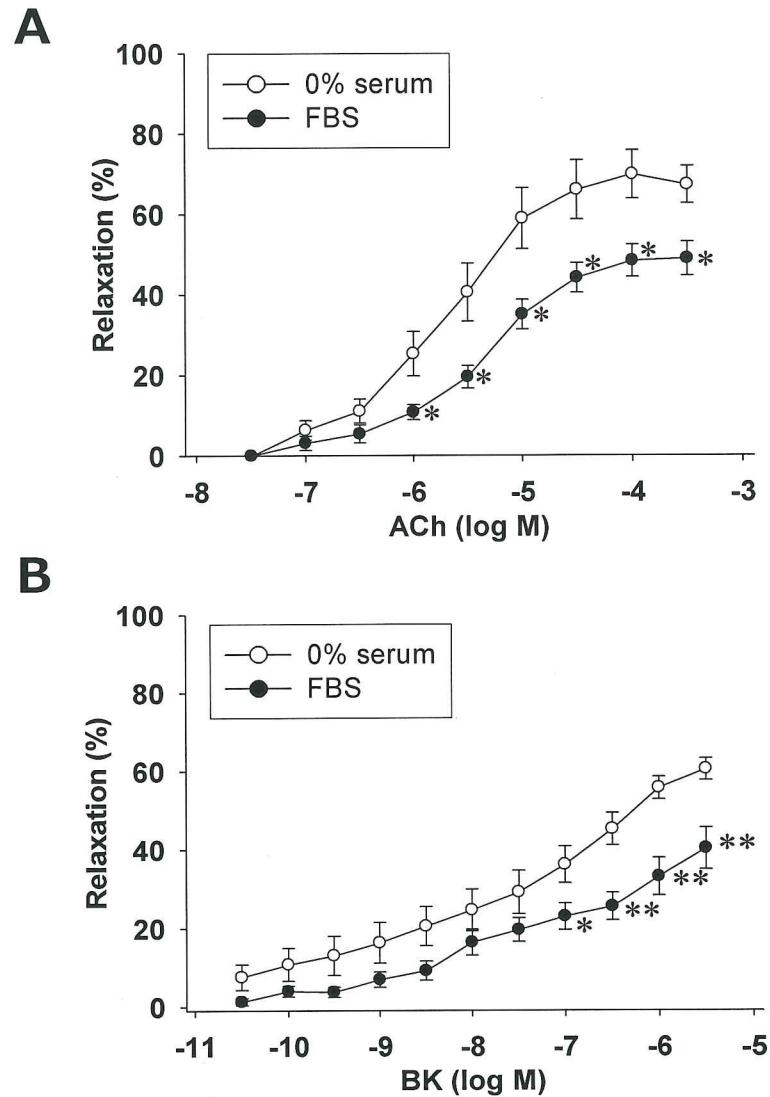 A
100
80
60
40
20
0
Relaxation (%)
0% serum
FBS
*
*
*
*
*
*
-8 -7 -6 -5 -4 -3
ACh (log M)
B
100
80
60
40
20
0
Relaxation (%)
0% serum
FBS
*
**
**
**
-11 -10 -9 -8 -7 -6 -5
BK (log M)